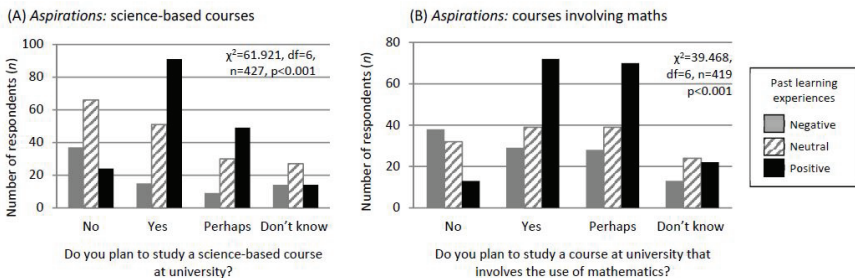 (A) Aspirations: science-based courses
100
80
60
40
20
0
Number of respondents (n)
χ²=61.921, df=6,
n=427, p<0.001
No Yes Perhaps Don't know
Do you plan to study a science-based course
at university?
(B) Aspirations: courses involving maths
80
60
40
20
0
Number of respondents (n)
χ²=39.468,
df=6, n=419
p<0.001
No Yes Perhaps Don't know
Do you plan to study a course at university that
involves the use of mathematics?
Past learning
experiences
Negative
Neutral
Positive